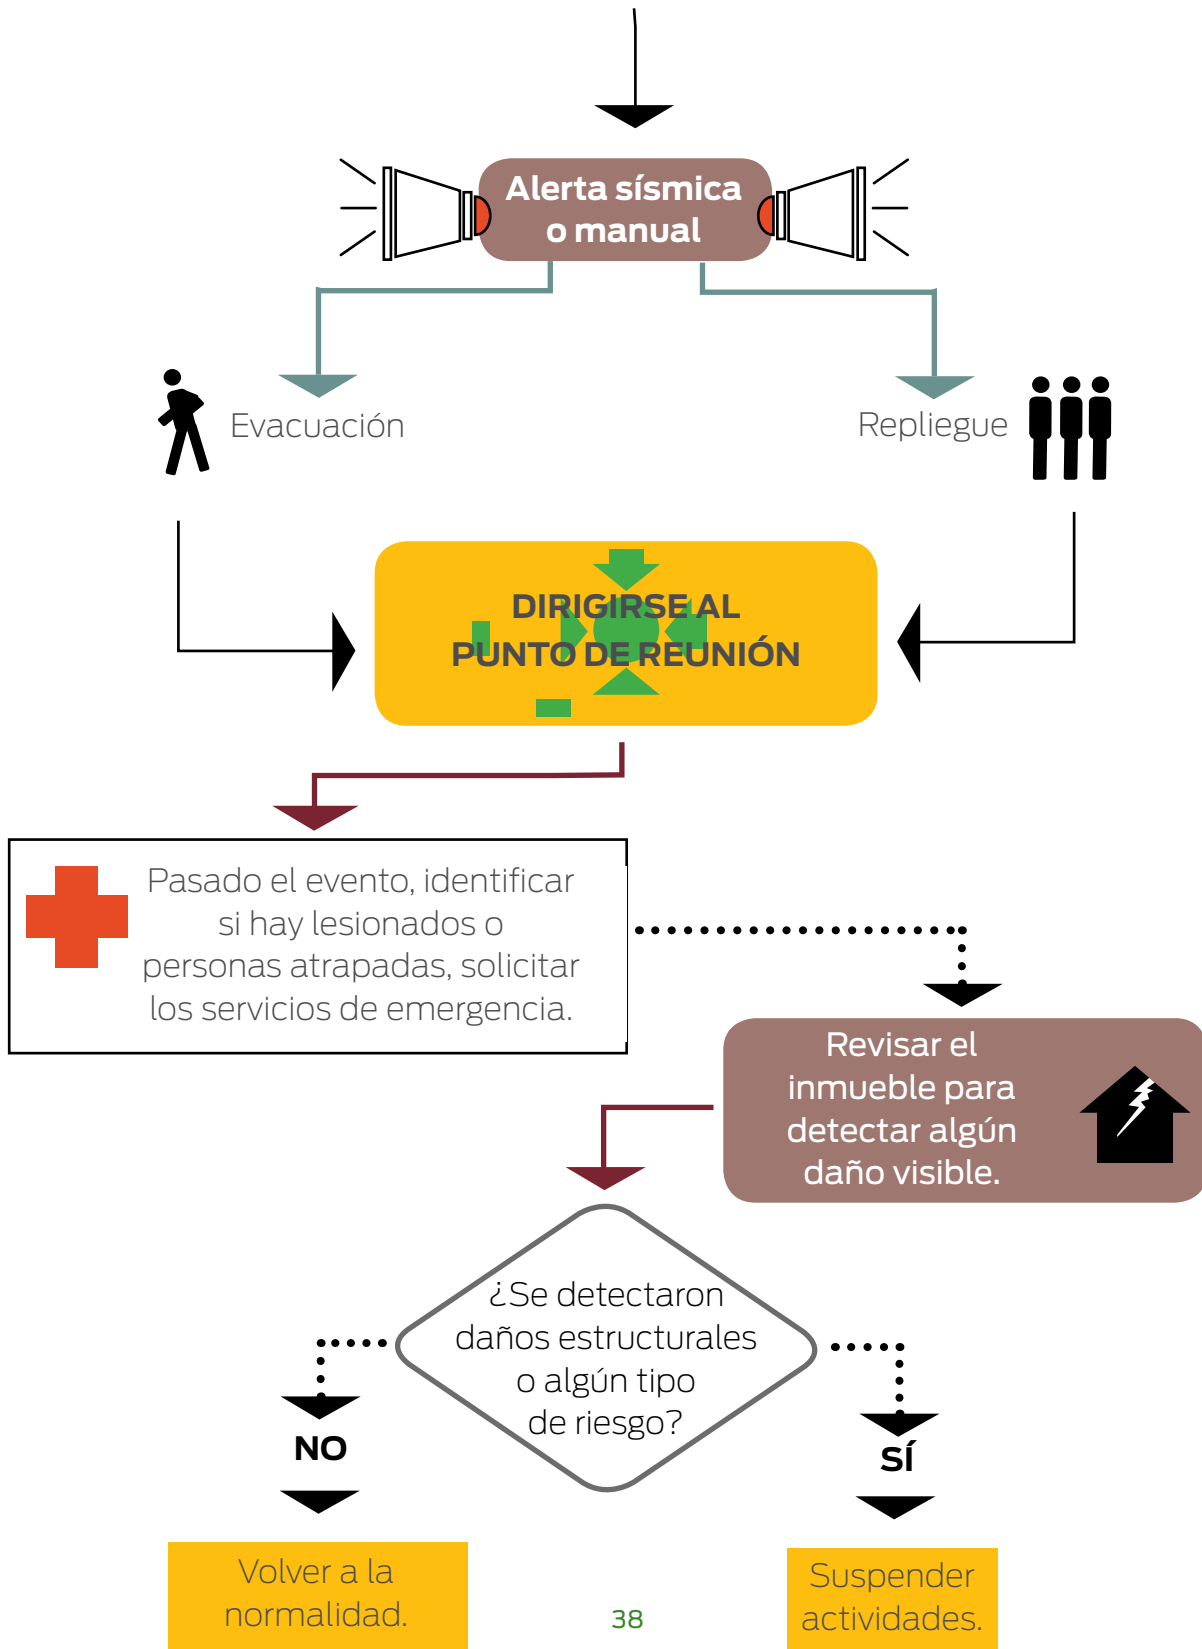 Alerta sísmica
o manual
Evacuación
Repliegue
DIRIGIRSE AL
PUNTO DE REUNIÓN
Pasado el evento, identificar
si hay lesionados o
personas atrapadas, solicitar
los servicios de emergencia.
Revisar el
inmueble para
detectar algún
daño visible.
¿Se detectaron
daños estructurales
o algún tipo
de riesgo?
NO
SÍ
Volver a la
normalidad.
Suspender
actividades.
38